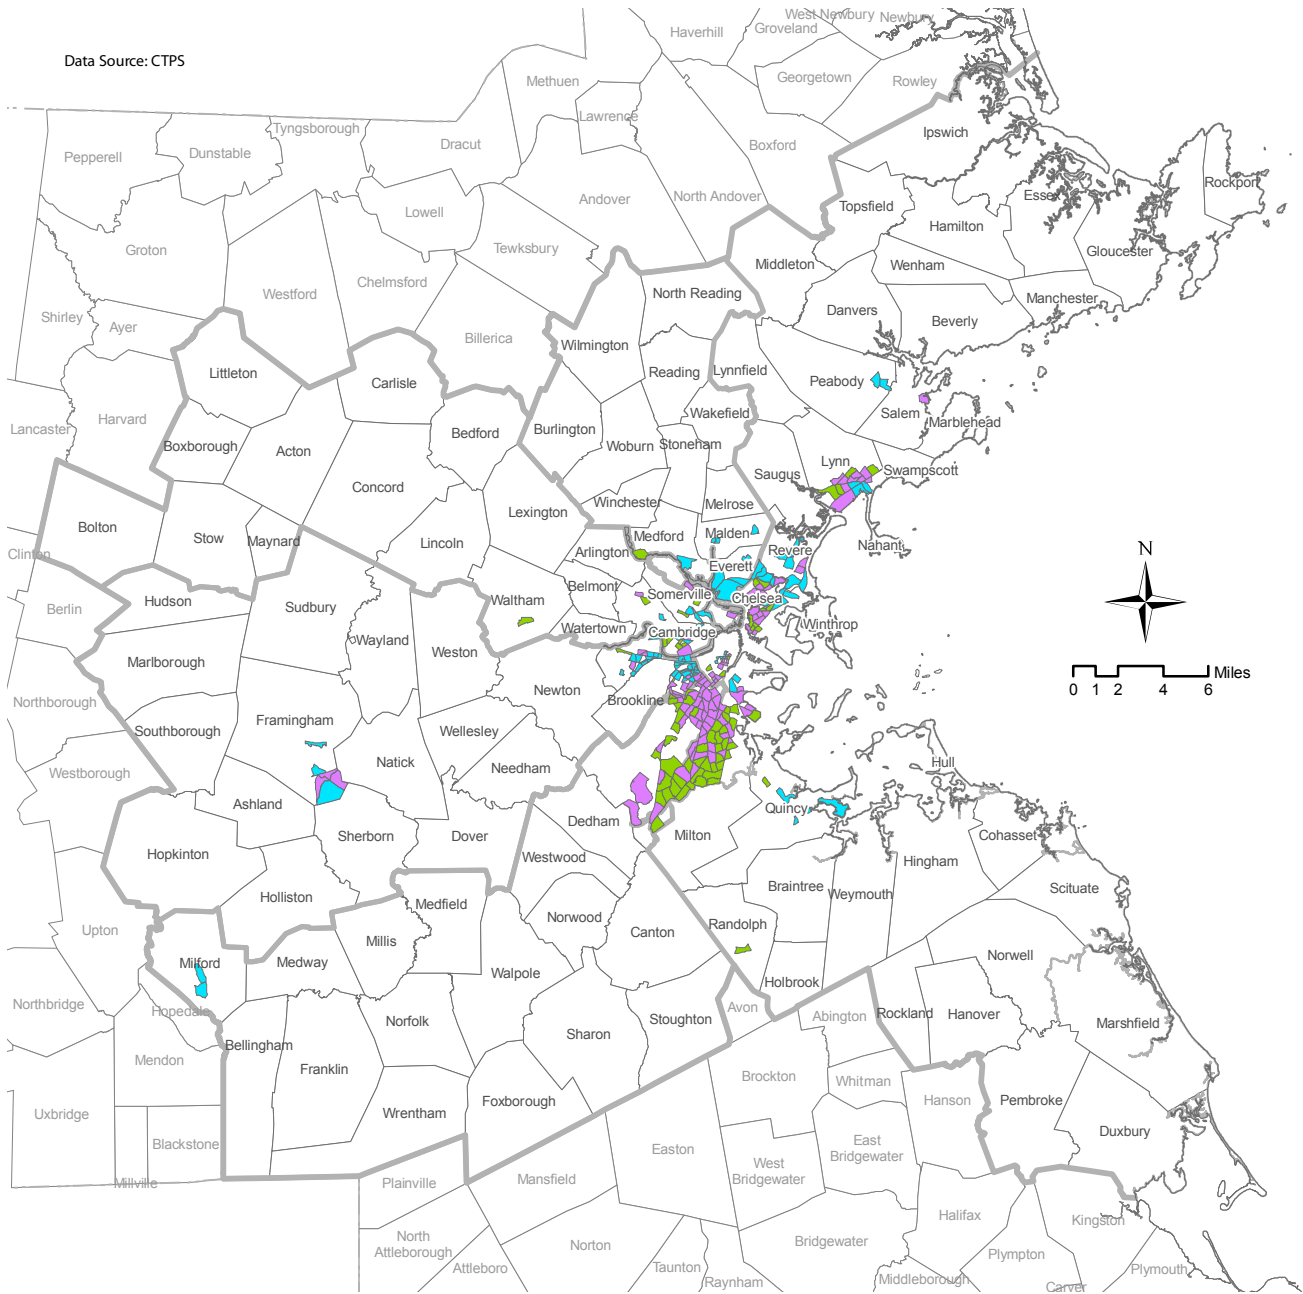 West Newbury
Newbury
Haverhill
Groveland
Data Source: CTPS
Methuen
Georgetown
Rowley
Lawrence
Tyngsborough
Ipswich
Dracut
Boxford
Pepperell
Dunstable
Rockport
Andover
North Andover
Essex
Topsfield
Lowell
Hamilton
Groton
Tewksbury
Gloucester
Middleton
Wenham
Chelmsford
Westford
North Reading
Manchester
Danvers
Beverly
Shirley
Ayer
Billerica
Wilmington
Littleton
Reading
Lynnfield
Carlisle
Peabody
Harvard
Wakefield
Salem
Marblehead
Lancaster
Burlington
Bedford
Boxborough
Acton
Woburn
Stoneham
Lynn
Swampscott
Saugus
Concord
Winchester
Melrose
Lexington
Bolton
Stow
Maynard
Lincoln
Medford
Malden
Nahant
Clinton
Arlington
Revere
N
Everett
Belmont
Somerville
Chelsea
Waltham
Hudson
Berlin
Sudbury
Winthrop
Watertown
Cambridge
Wayland
Weston
Marlborough
Miles
0 1 2 4 6
Newton
Brookline
Northborough
Framingham
Southborough
Wellesley
Natick
Needham
Hull
Westborough
Ashland
Quincy
Dedham
Sherborn
Dover
Milton
Cohasset
Hopkinton
Westwood
Hingham
Braintree
Weymouth
Scituate
Holliston
Medfield
Norwood
Randolph
Upton
Canton
Millis
Norwell
Milford
Medway
Walpole
Holbrook
Northbridge
Hopedale
Avon
Abington
Rockland
Hanover
Norfolk
Stoughton
Marshfield
Sharon
Bellingham
Mendon
Franklin
Brockton
Whitman
Hanson
Pembroke
Foxborough
Wrentham
Uxbridge
Duxbury
Blackstone
Easton
East
Bridgewater
West
Bridgewater
Millville
Plainville
Mansfield
Halifax
Kingston
North
Attleborough
Norton
Bridgewater
Plympton
Attleboro
Taunton
Raynham
Middleborough
Carver
Plymouth